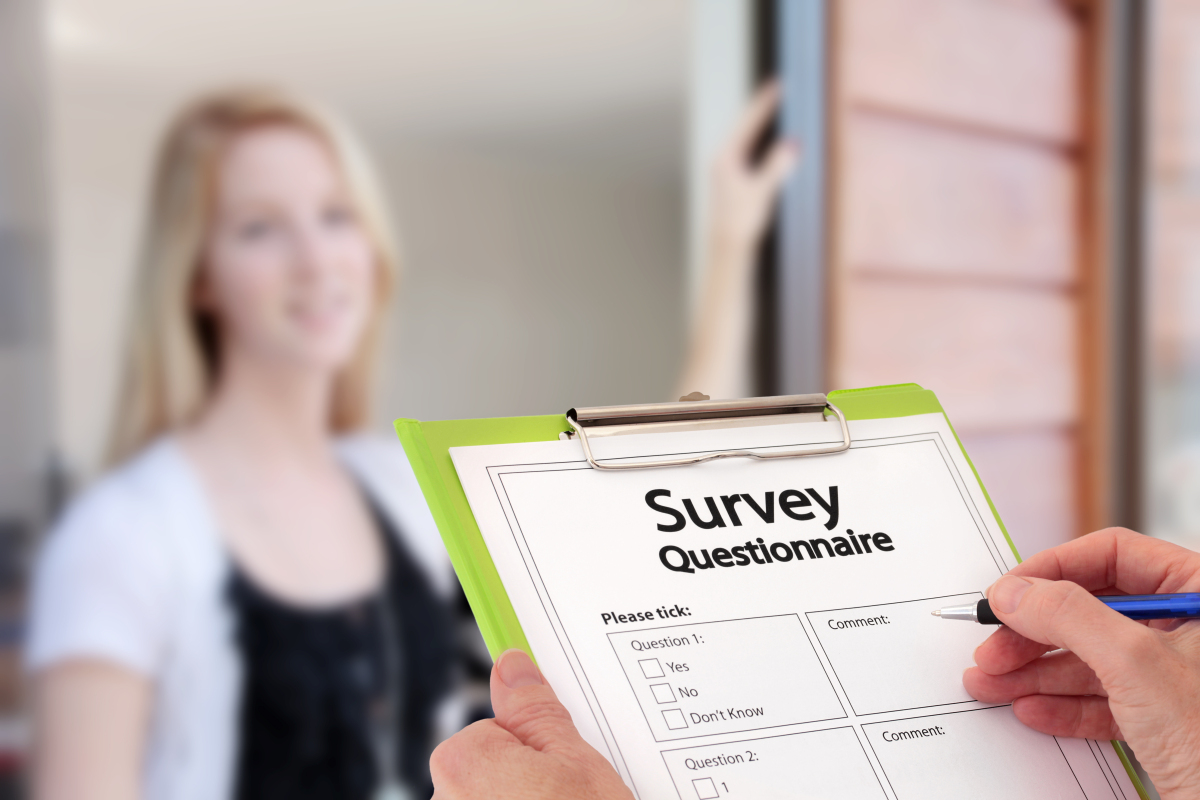 Survey
Questionnaire
Please tick:
Question 1:
Yes
No
Don't Know
Comment:
Question 2:
1
Comment: